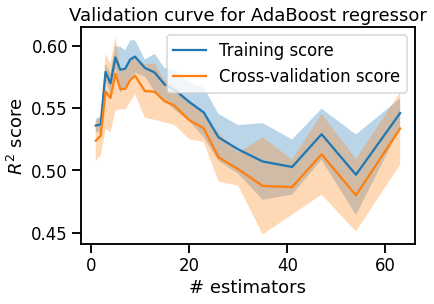 Validation curve for AdaBoost regressor
Training score
Cross-validation score
R² score
0.60
0.55
0.50
0.45
0
20
40
60
# estimators